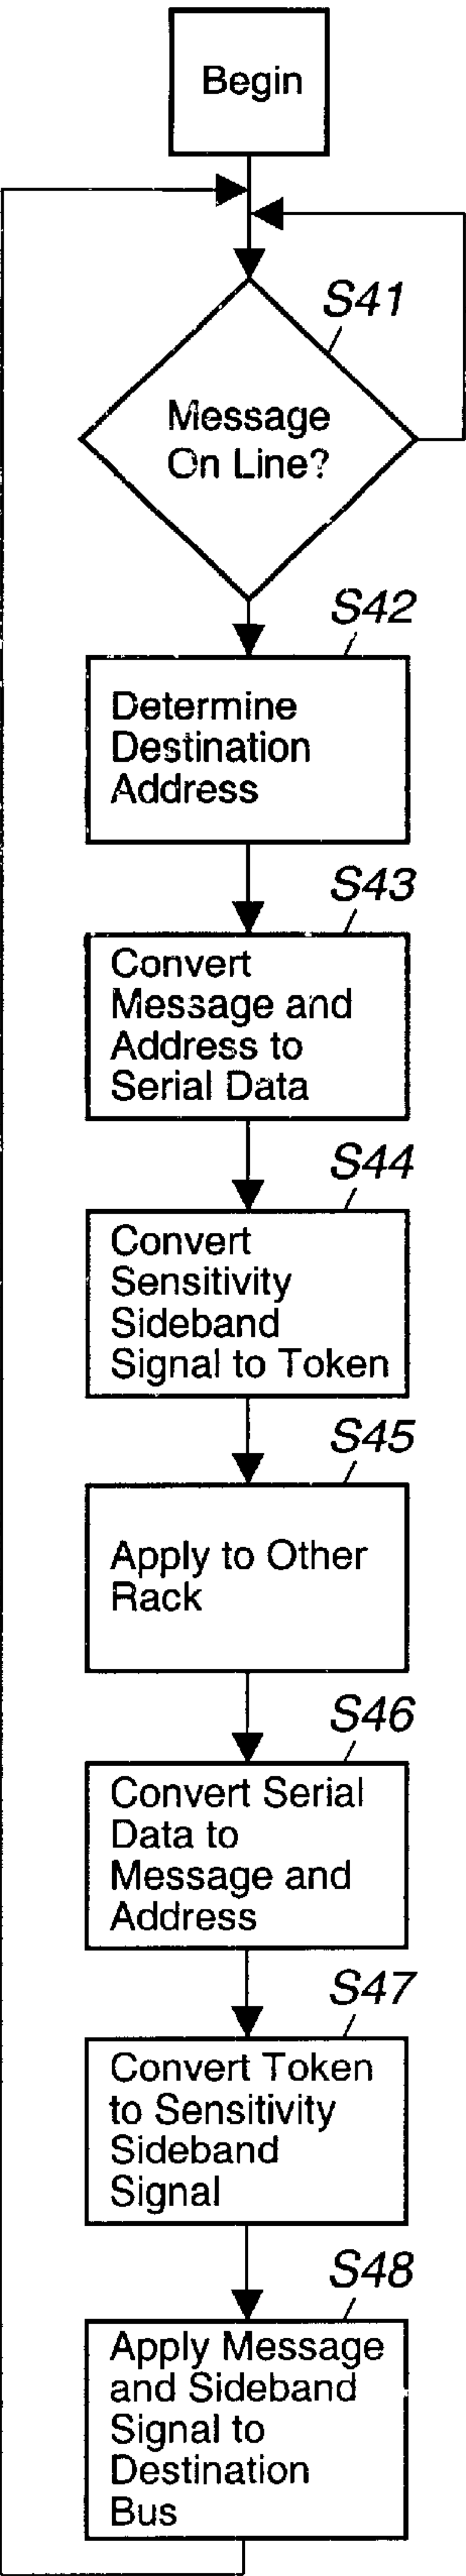 Begin
S41
Message
On Line?
S42
Determine
Destination
Address
S43
Convert
Message and
Address to
Serial Data
S44
Convert
Sensitivity
Sideband
Signal to Token
S45
Apply to Other
Rack
S46
Convert Serial
Data to
Message and
Address
S47
Convert Token
to Sensitivity
Sideband
Signal
S48
Apply Message
and Sideband
Signal to
Destination
Bus